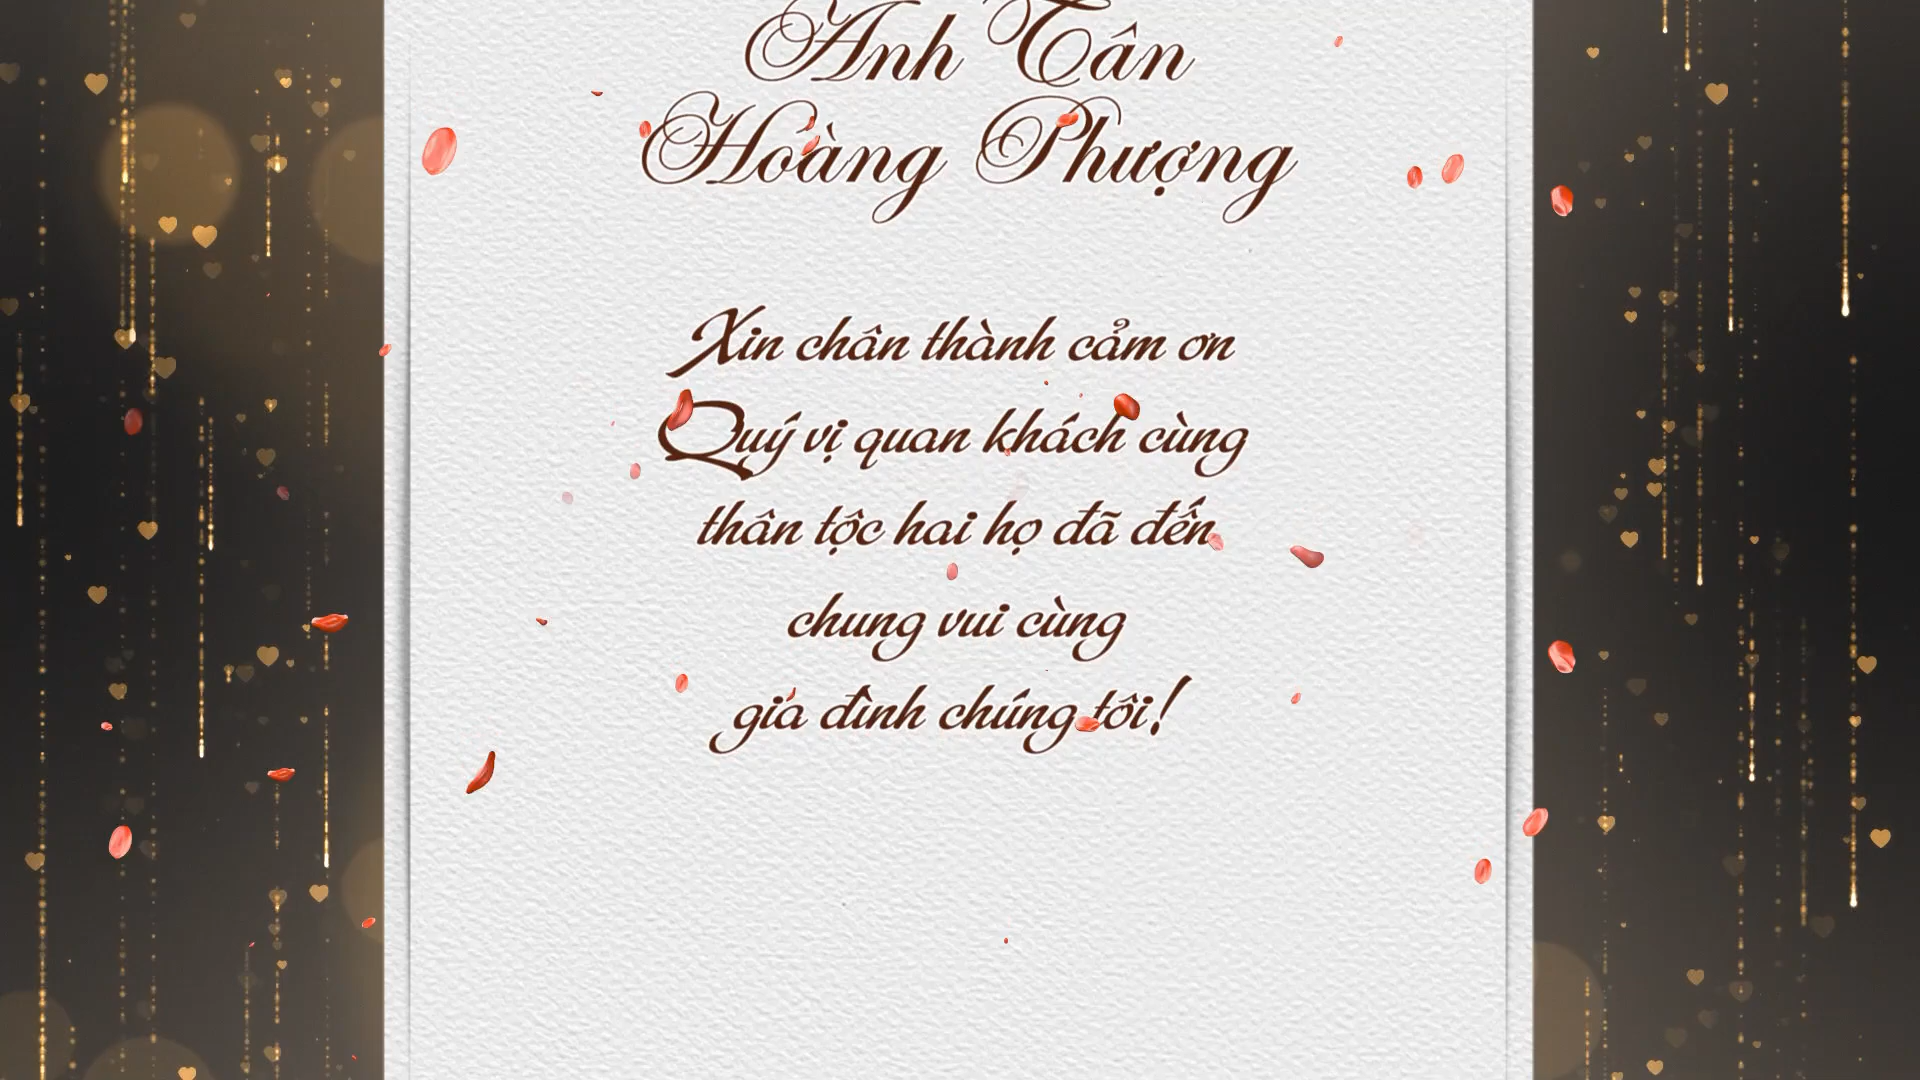 Anh Tân
Hoàng Phượng
Xin chân thành cảm ơn
Quý vị quan khách cùng
thân tộc hai họ đã đến
chung vui cùng
gia đình chúng tôi!